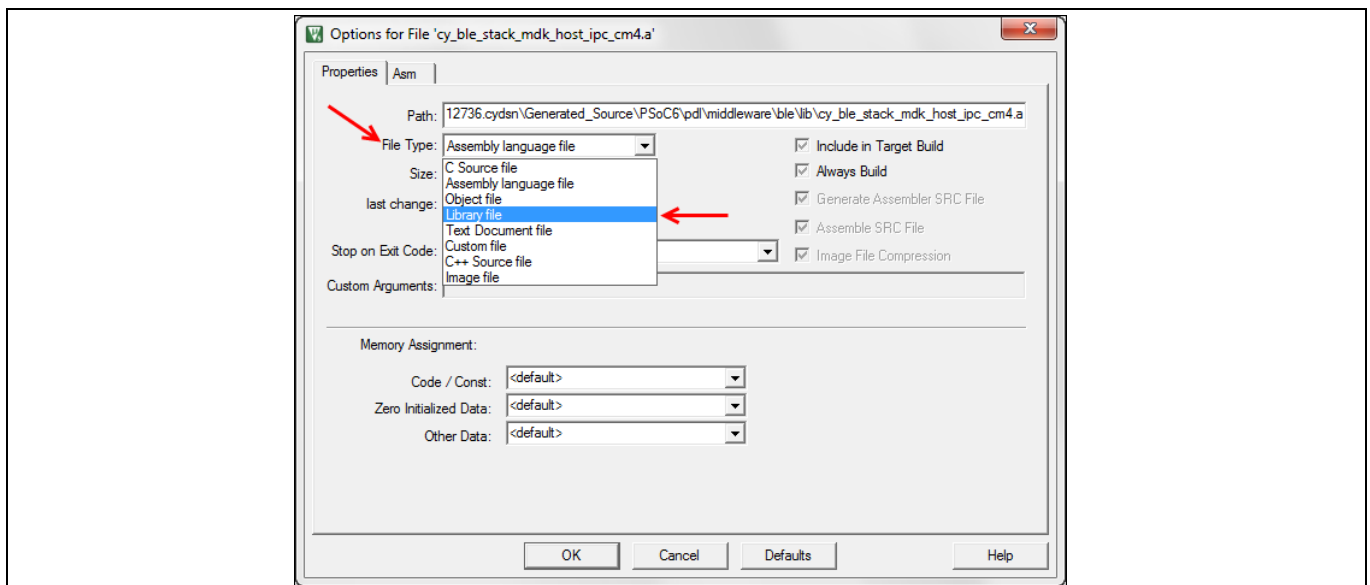 Options for File 'cy_ble_stack_mdk_host_ipc_cm4.a'
Properties Asm
Path: 12736.cydsn\Generated_Source\PSoC6\pdl\middleware\ble\lib\cy_ble_stack_mdk_host_ipc_cm4.a
File Type: Assembly language file Include in Target Build
C Source file
Size: Always Build
Assembly language file
last change: Object file Generate Assembler SRC File
Library file
Text Document file Assemble SRC File
Custom file
Stop on Exit Code: Image File Compression
C++ Source file
Image file
Custom Arguments:
Memory Assignment:
Code / Const: <default>
Zero Initialized Data: <default>
Other Data: <default>
OK Cancel Defaults Help